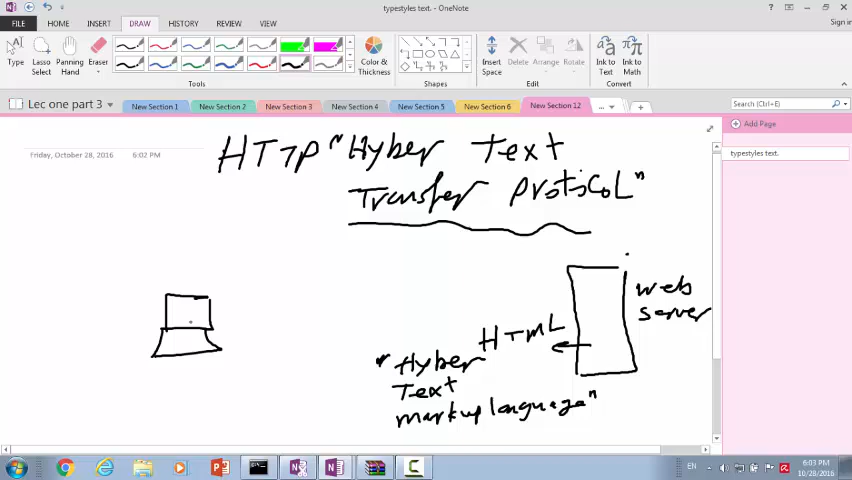 typestyles text. - OneNote
FILE HOME INSERT DRAW HISTORY REVIEW VIEW
Sign in
Type
Lasso Select
Panning Hand
Eraser
Color & Thickness
Insert Space
Delete
Arrange
Rotate
Ink to Text
Ink to Math
Tools
Shapes
Edit
Convert
Lec one part 3
New Section 1
New Section 2
New Section 3
New Section 4
New Section 5
New Section 6
New Section 12
...
Search (Ctrl+E)
Add Page
typestyles text.
Friday, October 28, 2016 6:02 PM
HTTP "Hyber Text
Transfer protiCoL"
web
server
HTML
"Hyber
Text
markup language"
EN
6:03 PM
10/28/2016